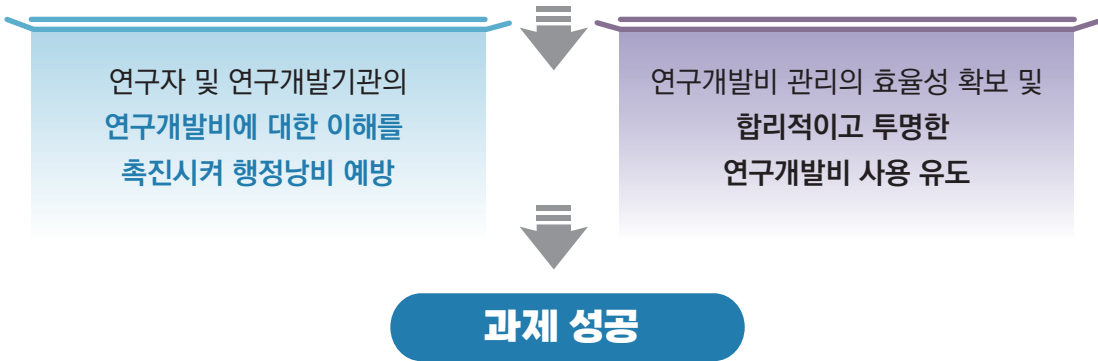 연구자 및 연구개발기관의
연구개발비에 대한 이해를
촉진시켜 행정낭비 예방
연구개발비 관리의 효율성 확보 및
합리적이고 투명한
연구개발비 사용 유도
과제 성공